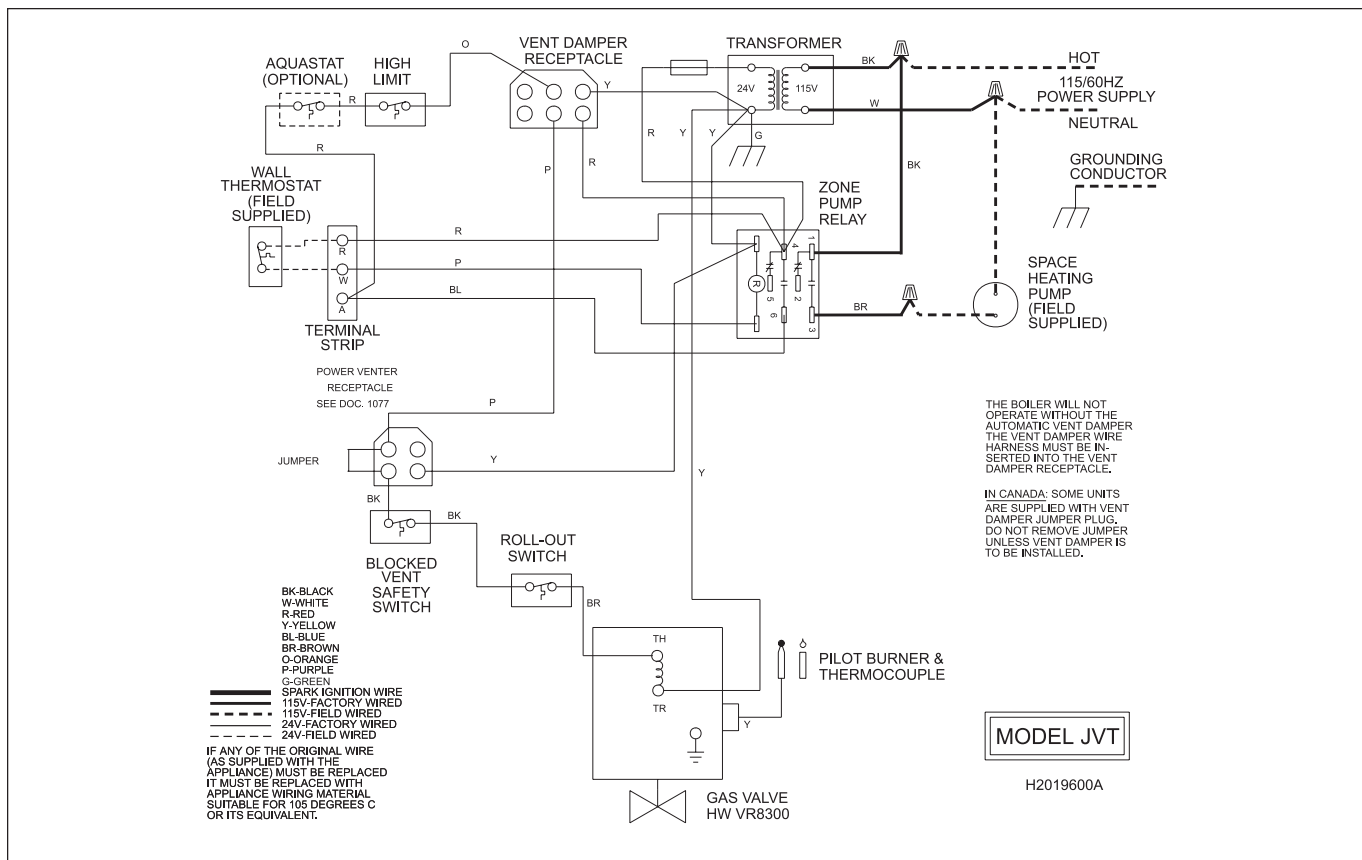 O
VENT DAMPER
RECEPTACLE
TRANSFORMER
AQUASTAT
(OPTIONAL)
HIGH
LIMIT
BK
HOT
115/60HZ
POWER SUPPLY
NEUTRAL
24V
115V
Y
R
W
R
R
Y
Y
G
P
R
BK
GROUNDING
CONDUCTOR
WALL
THERMOSTAT
(FIELD
SUPPLIED)
ZONE
PUMP
RELAY
R
R
P
W
BL
A
R
1
4
5
2
6
3
BR
SPACE
HEATING
PUMP
(FIELD
SUPPLIED)
TERMINAL
STRIP
POWER VENTER
RECEPTACLE
SEE DOC. 1077
P
JUMPER
Y
Y
BK
BK
BLOCKED
VENT
SAFETY
SWITCH
ROLL-OUT
SWITCH
BR
THE BOILER WILL NOT
OPERATE WITHOUT THE
AUTOMATIC VENT DAMPER
THE VENT DAMPER WIRE
HARNESS MUST BE IN-
SERTED INTO THE VENT
DAMPER RECEPTACLE.
IN CANADA: SOME UNITS
ARE SUPPLIED WITH VENT
DAMPER JUMPER PLUG.
DO NOT REMOVE JUMPER
UNLESS VENT DAMPER IS
TO BE INSTALLED.
BK-BLACK
W-WHITE
R-RED
Y-YELLOW
BL-BLUE
BR-BROWN
O-ORANGE
P-PURPLE
G-GREEN
SPARK IGNITION WIRE
115V-FACTORY WIRED
115V-FIELD WIRED
24V-FACTORY WIRED
24V-FIELD WIRED
IF ANY OF THE ORIGINAL WIRE
(AS SUPPLIED WITH THE
APPLIANCE) MUST BE REPLACED
IT MUST BE REPLACED WITH
APPLIANCE WIRING MATERIAL
SUITABLE FOR 105 DEGREES C
OR ITS EQUIVALENT.
TH
TR
Y
PILOT BURNER &
THERMOCOUPLE
GAS VALVE
HW VR8300
MODEL JVT
H2019600A